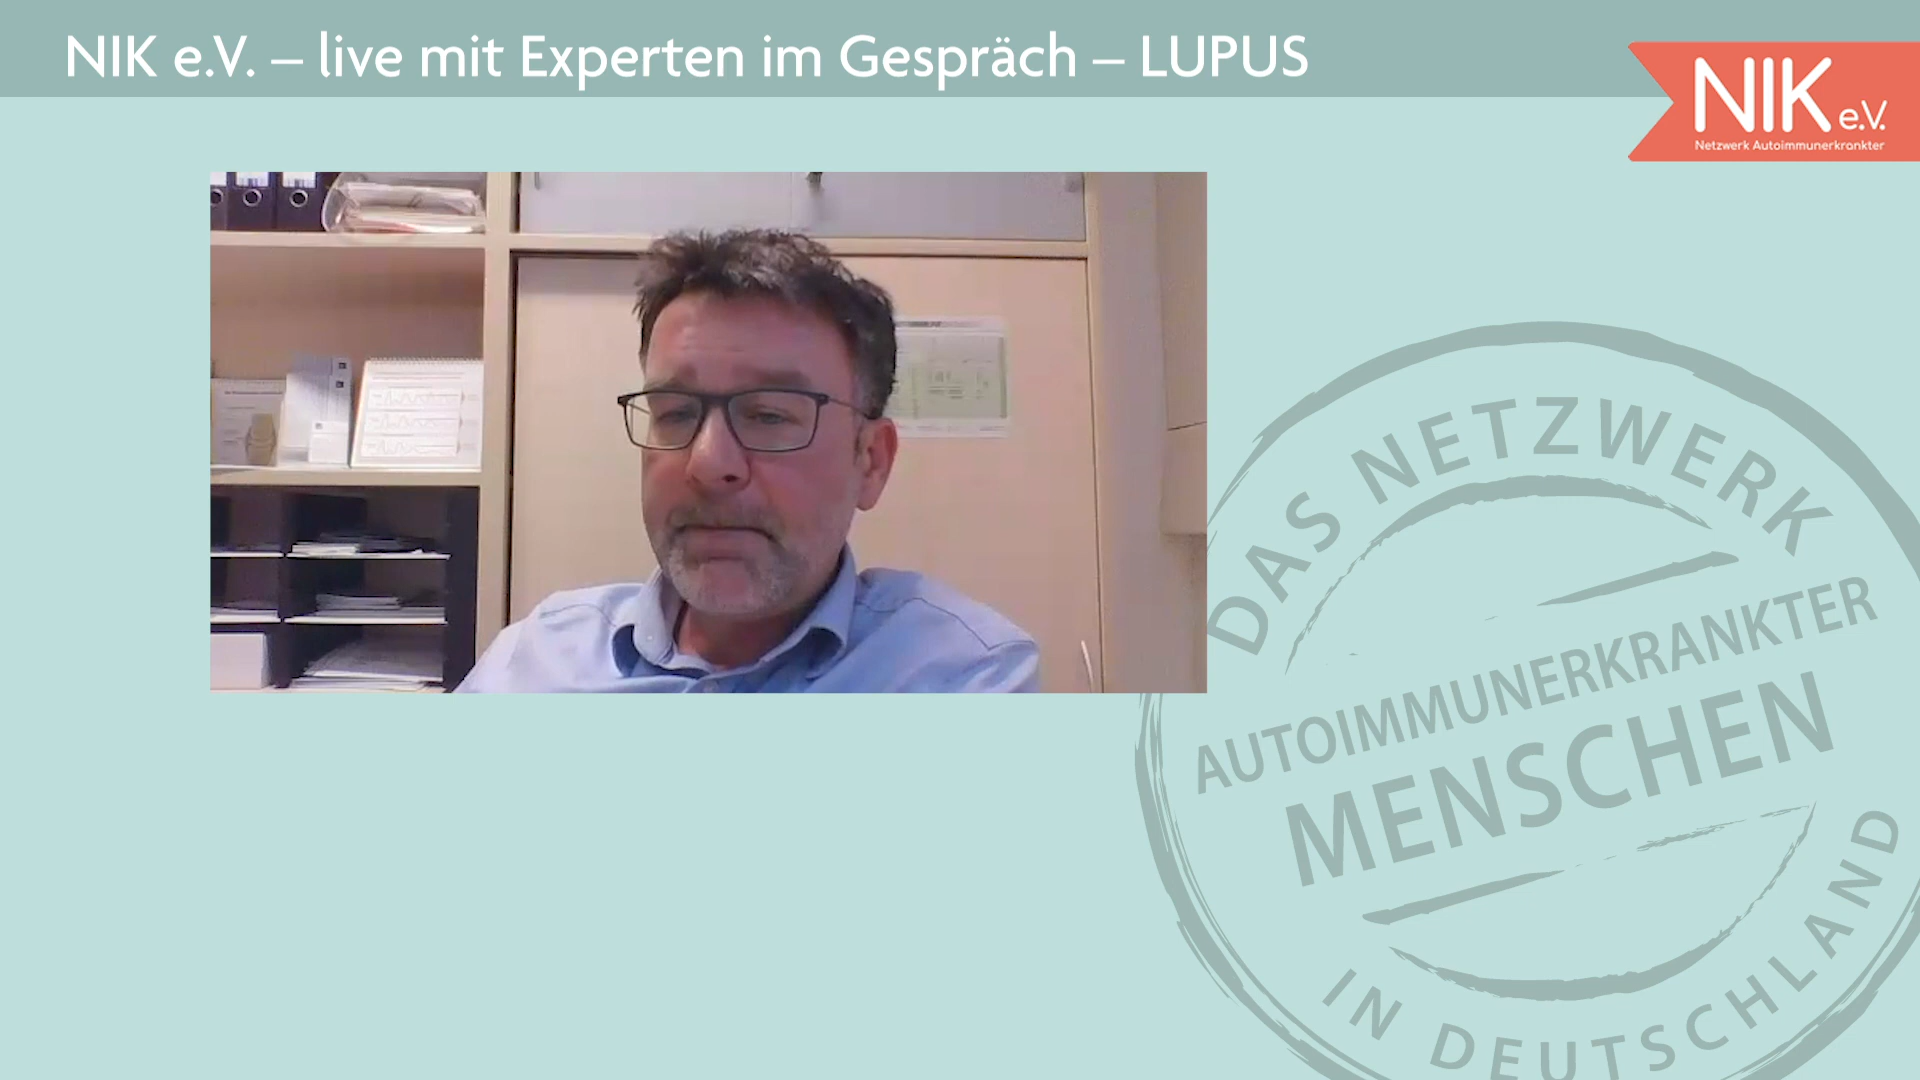 NIK e.V. – live mit Experten im Gespräch – LUPUS
NIK e.V.
Netzwerk Autoimmunerkrankter
DAS NETZWERK
AUTOIMMUNERKRANKTER
MENSCHEN
IN DEUTSCHLAND